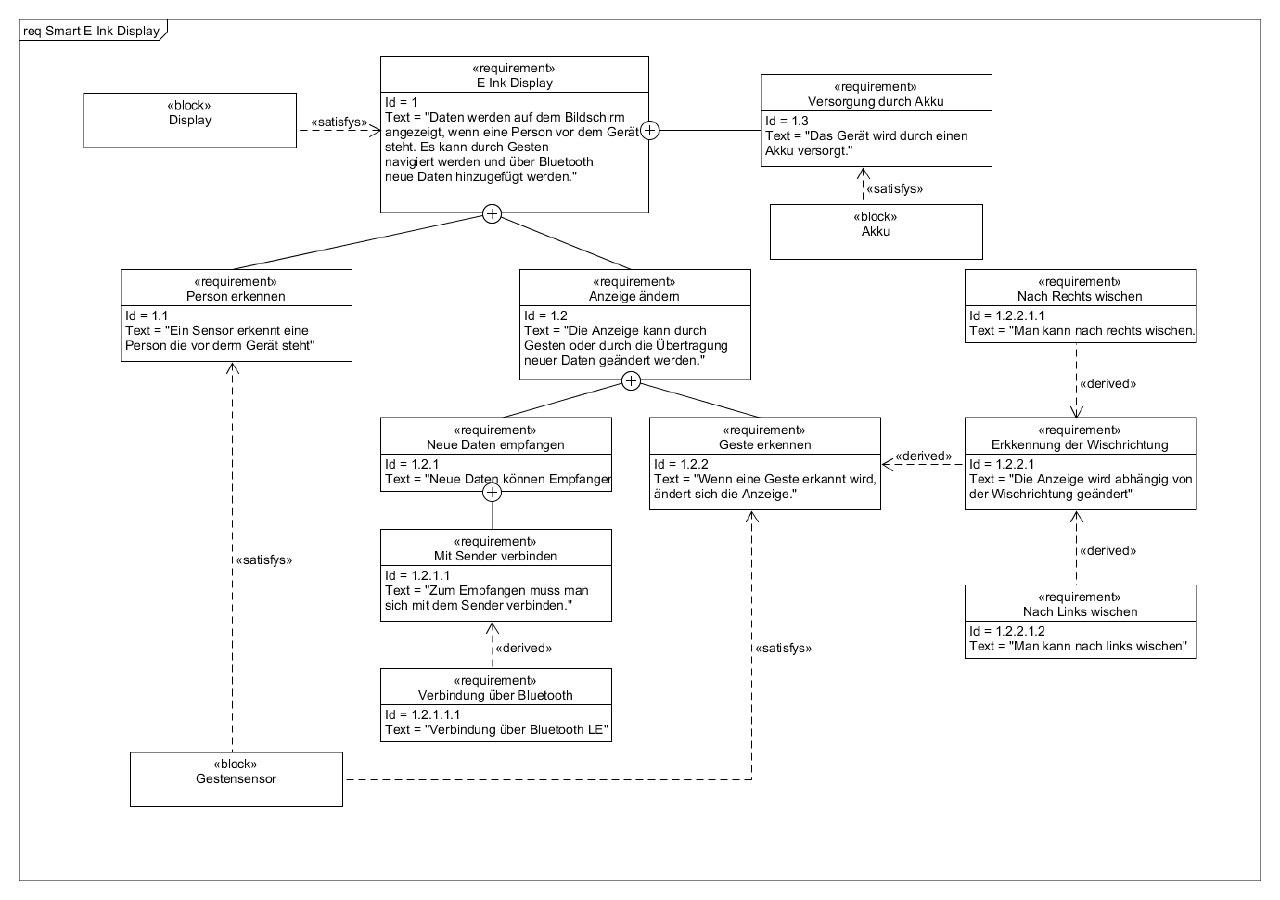 req Smart E Ink Display
«requirement»
E Ink Display
Id = 1
Text = "Daten werden auf dem Bildsch rm
angezeigt, wenn eine Person vor dem Gerät
steht. Es kann durch Gesten
navigiert werden und über Bluetooth
neue Daten hinzugefügt werden."
«block»
Display
«satisfys»
«requirement»
Versorgung durch Akku
Id = 1.3
Text = "Das Gerät wird durch einen
Akku versorgt."
«satisfys»
«block»
Akku
«requirement»
Person erkennen
Id = 1.1
Text = "Ein Sensor erkennt eine
Person die vor derm Gerät steht"
«requirement»
Anzeige ändern
Id = 1.2
Text = "Die Anzeige kann durch
Gesten oder durch die Übertragung
neuer Daten geändert werden."
«requirement»
Nach Rechts wischen
Id = 1.2.2.1.1
Text = "Man kann nach rechts wischen.
«derived»
«requirement»
Neue Daten empfangen
Id = 1.2.1
Text = "Neue Daten können Empfangen
«requirement»
Geste erkennen
Id = 1.2.2
Text = "Wenn eine Geste erkannt wird,
ändert sich die Anzeige."
«derived»
«requirement»
Erkkennung der Wischrichtung
Id = 1.2.2.1
Text = "Die Anzeige wird abhängig von
der Wischrichtung geändert"
«requirement»
Mit Sender verbinden
Id = 1.2.1.1
Text = "Zum Empfangen muss man
sich mit dem Sender verbinden."
«derived»
«satisfys»
«requirement»
Nach Links wischen
Id = 1.2.2.1.2
Text = "Man kann nach links wischen"
«derived»
«satisfys»
«requirement»
Verbindung über Bluetooth
Id = 1.2.1.1.1
Text = "Verbindung über Bluetooth LE"
«block»
Gestensensor